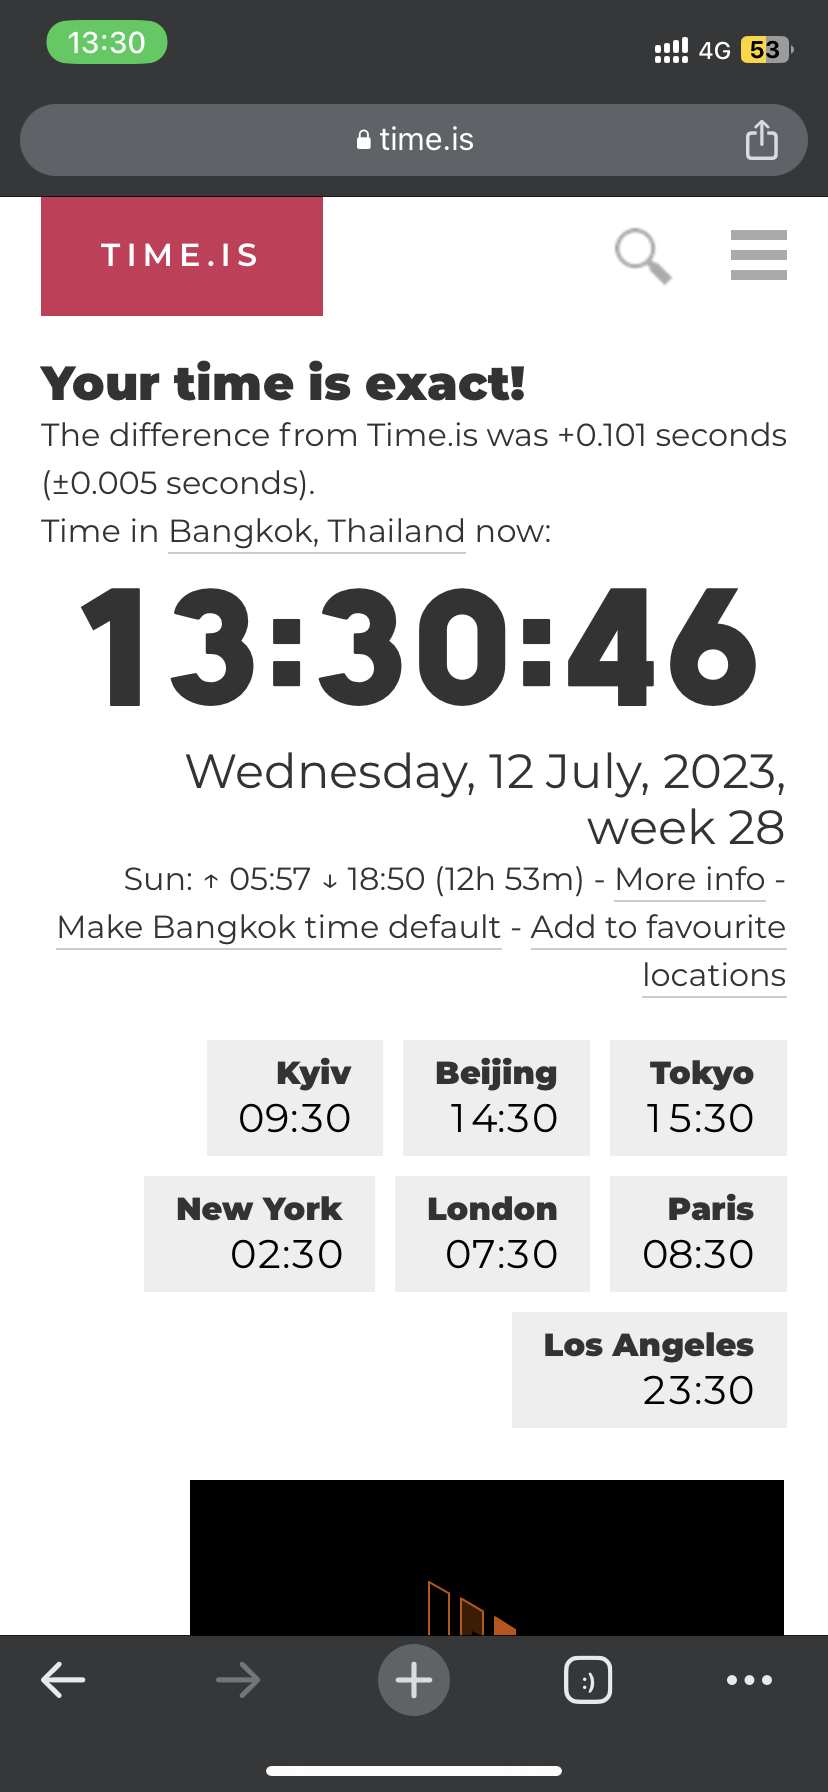 13:30
4G 53
time.is
TIME.IS
Your time is exact!
The difference from Time.is was +0.101 seconds
(±0.005 seconds).
Time in Bangkok, Thailand now:
13:30:46
Wednesday, 12 July, 2023,
week 28
Sun: ↑ 05:57 ↓ 18:50 (12h 53m) - More info -
Make Bangkok time default - Add to favourite
locations
Kyiv
09:30
Beijing
14:30
Tokyo
15:30
New York
02:30
London
07:30
Paris
08:30
Los Angeles
23:30
:)